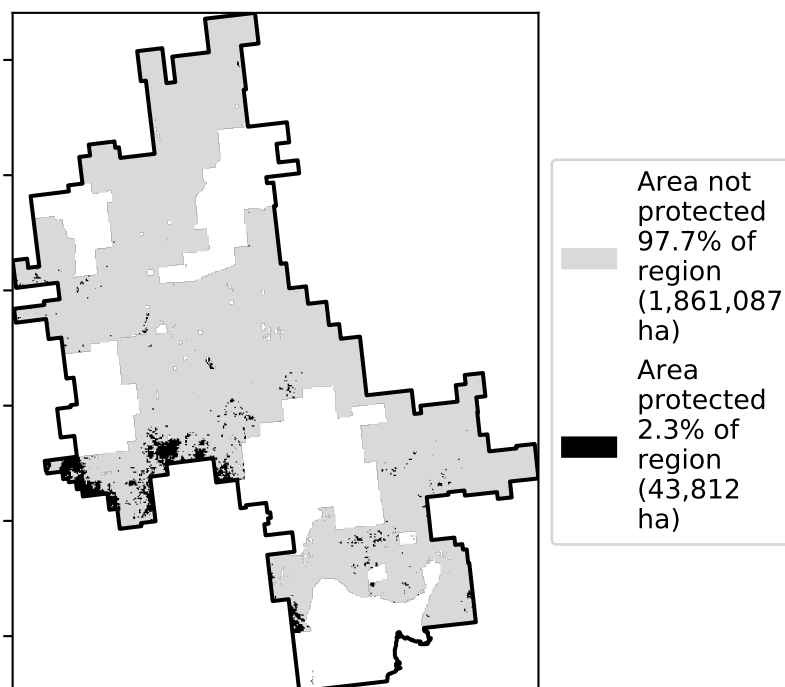 Area not
protected
97.7% of
region
(1,861,087
ha)
Area
protected
2.3% of
region
(43,812
ha)